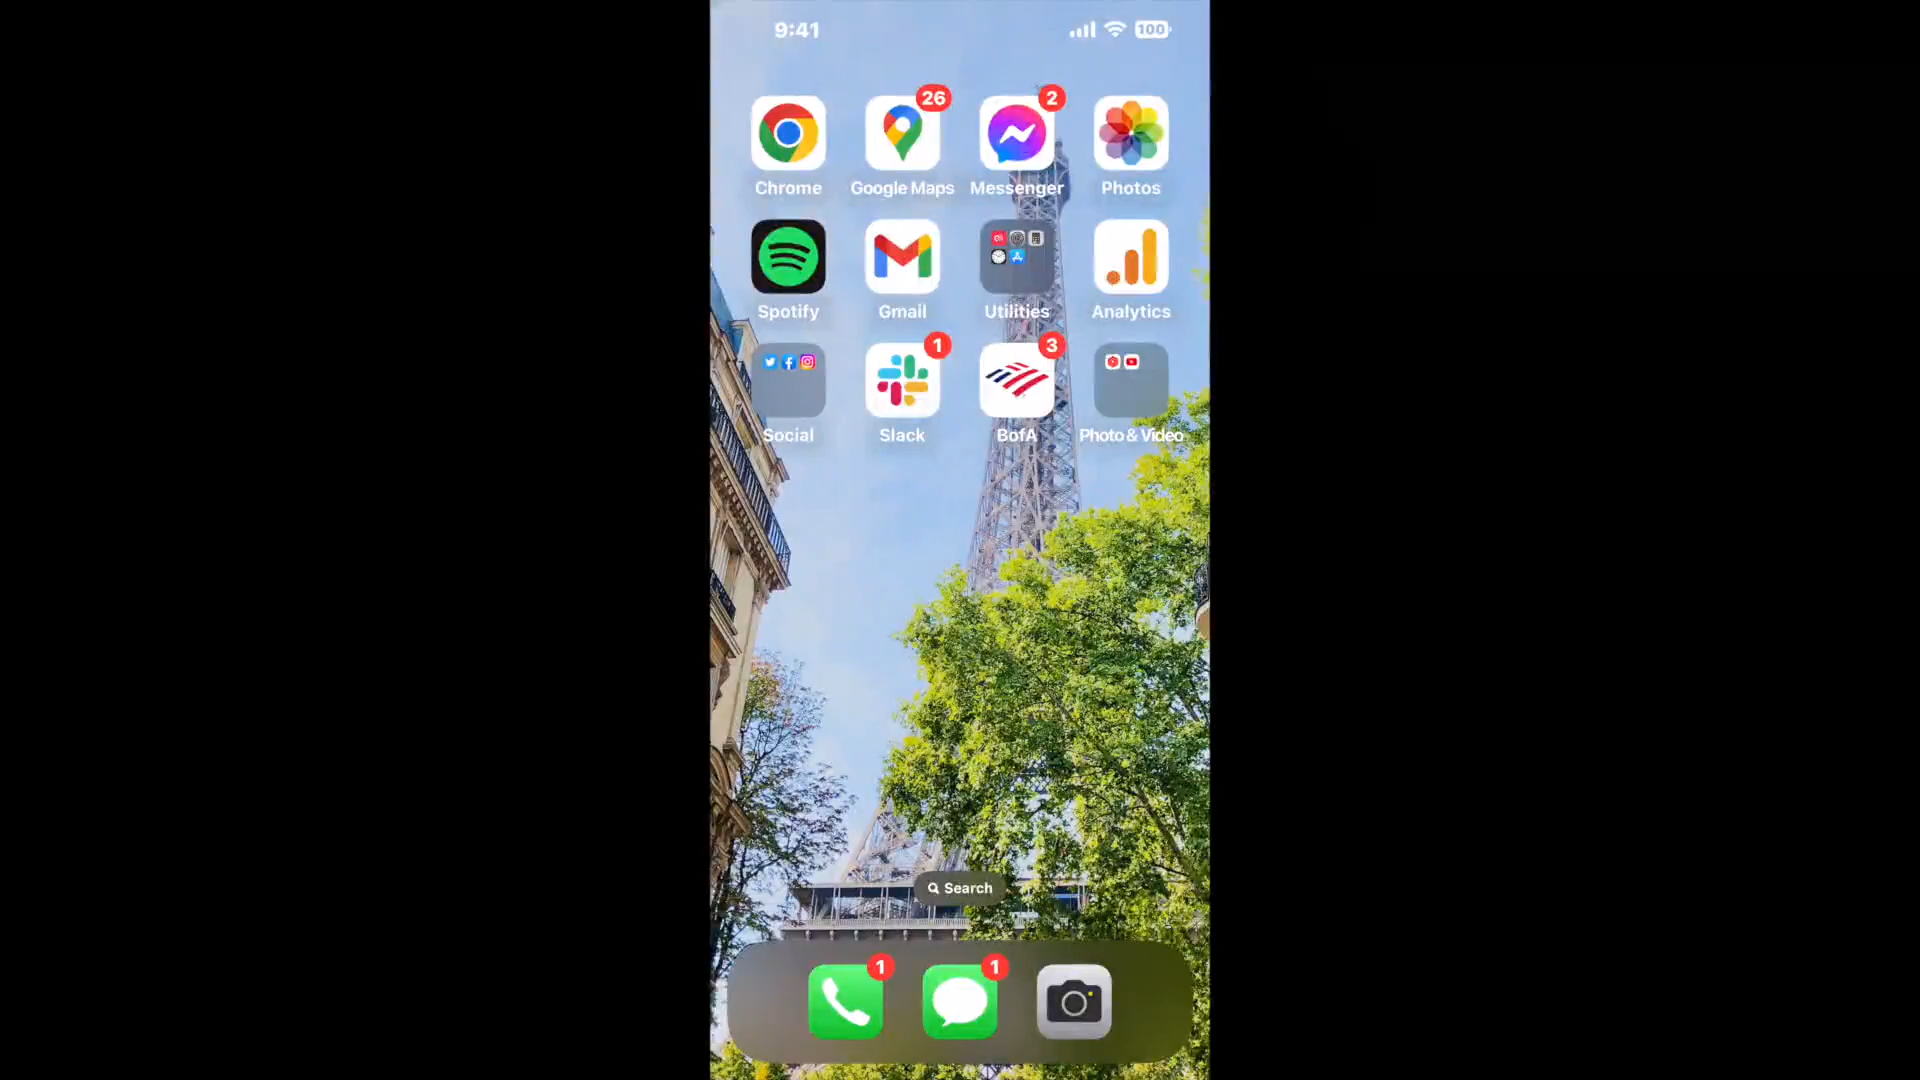 9:41
100
26
2
Chrome
Google Maps
Messenger
Photos
Spotify
Gmail
Utilities
Analytics
1
3
Social
Slack
BofA
Photo & Video
Search
1
1